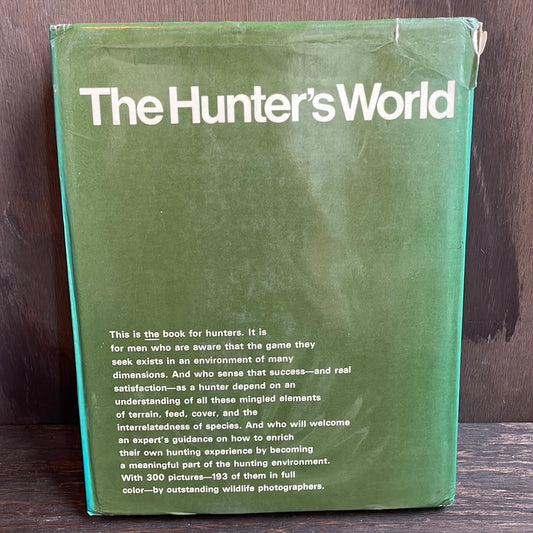 The Hunter's World
This is the book for hunters. It is
for men who are aware that the game they
seek exists in an environment of many
dimensions. And who sense that success—and real
satisfaction—as a hunter depend on an
understanding of all these mingled elements
of terrain, feed, cover, and the
interrelatedness of species. And who will welcome
an expert's guidance on how to enrich
their own hunting experience by becoming
a meaningful part of the hunting environment.
With 300 pictures—193 of them in full
color—by outstanding wildlife photographers.